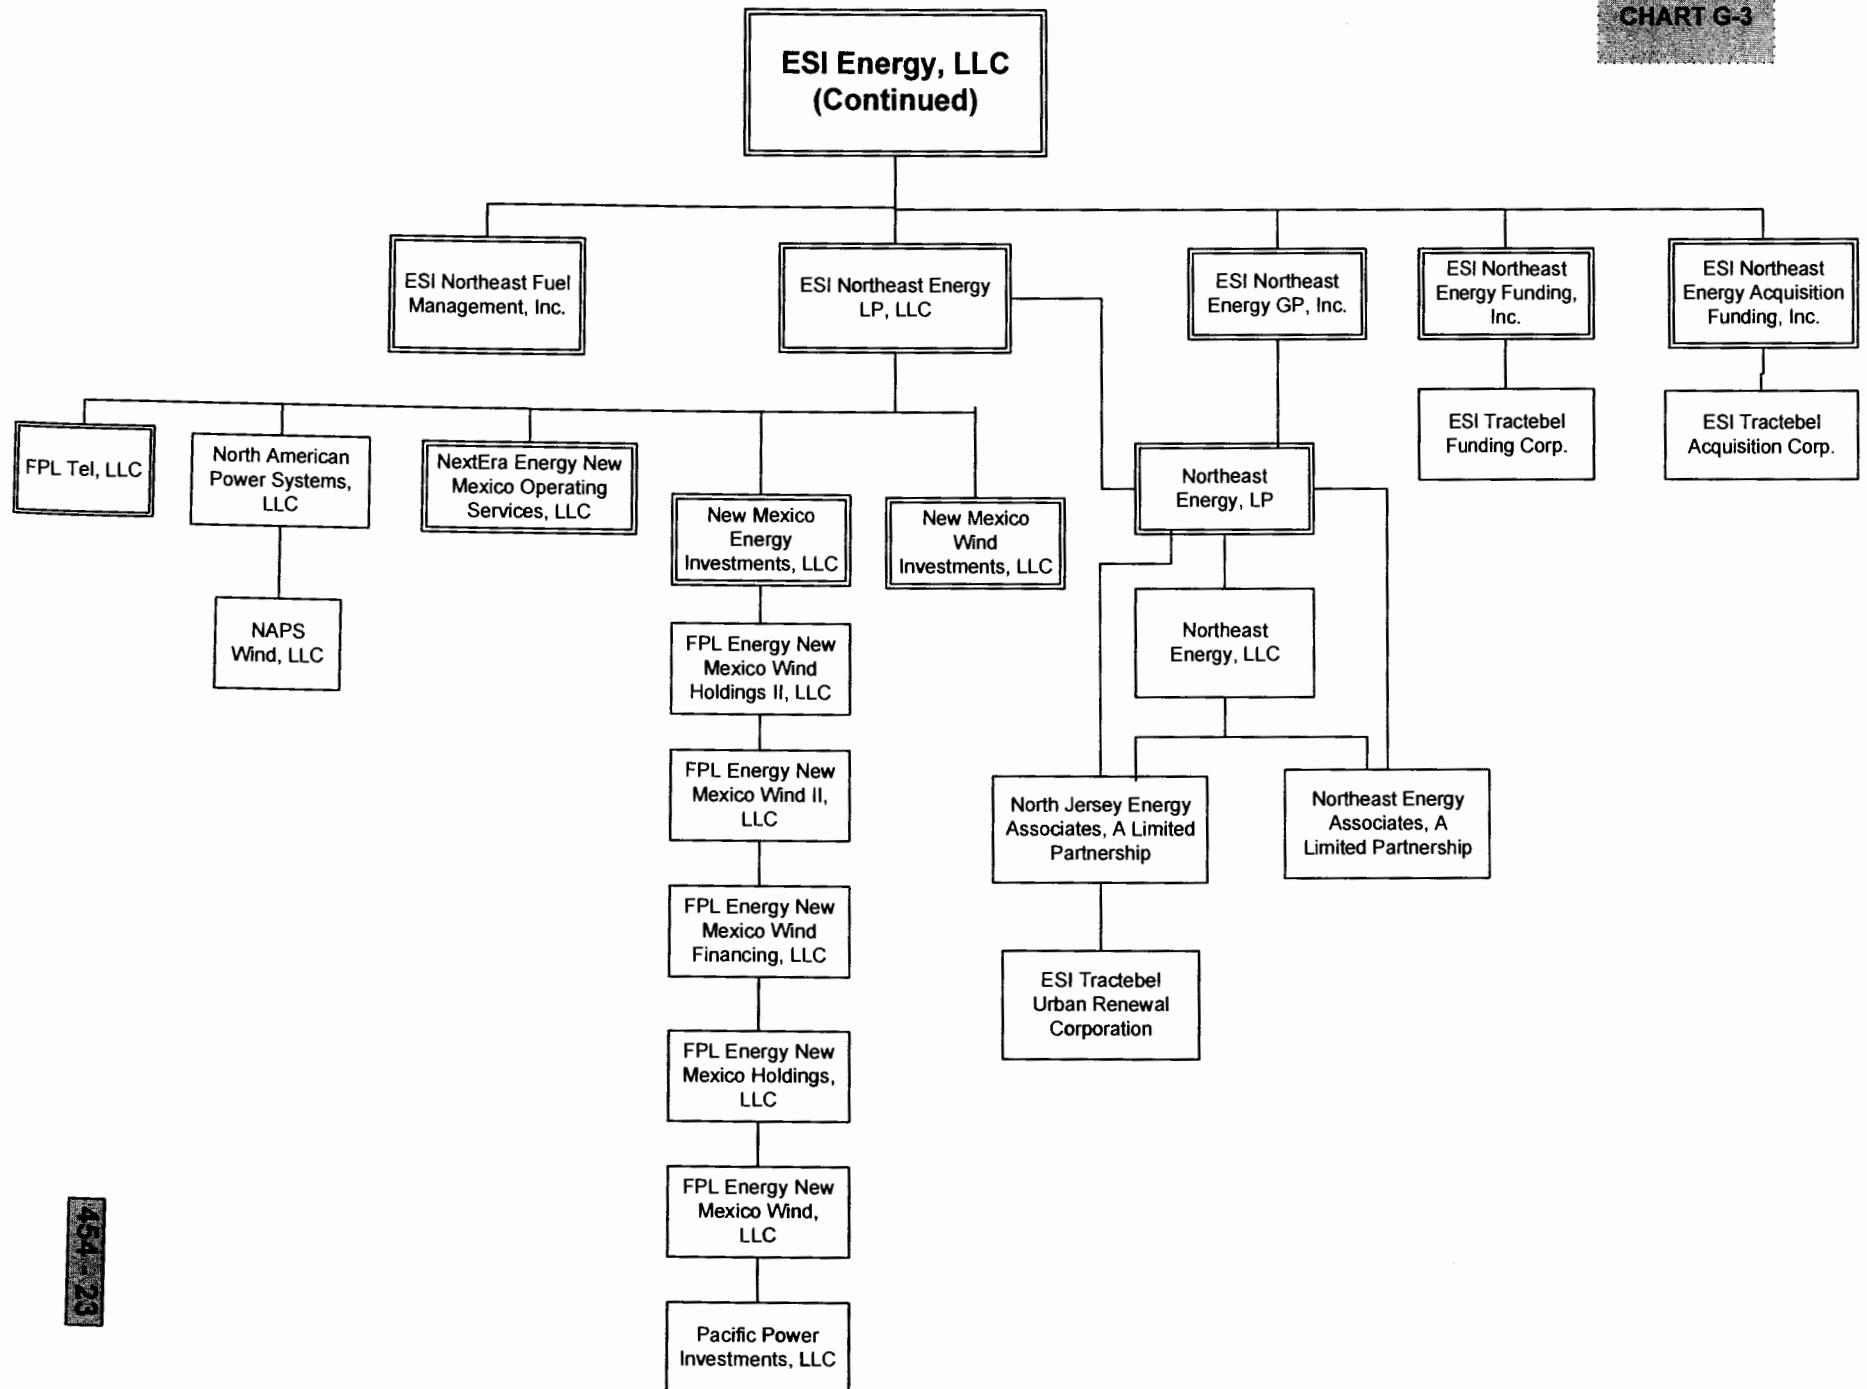 CHART G-3
ESI Energy, LLC
(Continued)
ESI Northeast Fuel
Management, Inc.
ESI Northeast Energy
LP, LLC
ESI Northeast
Energy GP, Inc.
ESI Northeast
Energy Funding,
Inc.
ESI Northeast
Energy Acquisition
Funding, Inc.
ESI Tractebel
Funding Corp.
ESI Tractebel
Acquisition Corp.
FPL Tel, LLC
North American
Power Systems,
LLC
NextEra Energy New
Mexico Operating
Services, LLC
New Mexico
Energy
Investments, LLC
New Mexico
Wind
Investments, LLC
Northeast
Energy, LP
NAPS
Wind, LLC
FPL Energy New
Mexico Wind
Holdings II, LLC
Northeast
Energy, LLC
FPL Energy New
Mexico Wind II,
LLC
North Jersey Energy
Associates, A Limited
Partnership
Northeast Energy
Associates, A
Limited Partnership
FPL Energy New
Mexico Wind
Financing, LLC
ESI Tractebel
Urban Renewal
Corporation
FPL Energy New
Mexico Holdings,
LLC
FPL Energy New
Mexico Wind,
LLC
Pacific Power
Investments, LLC
454 - 23